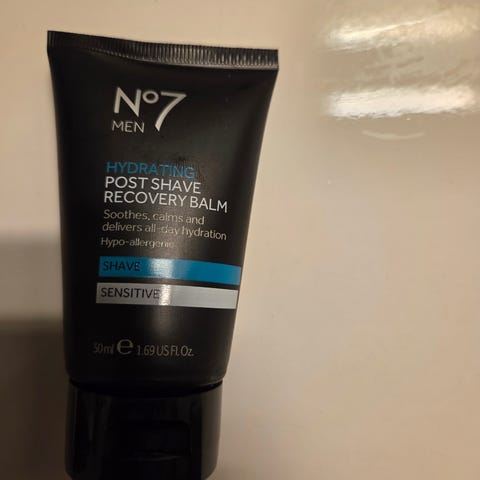 No7
MEN
HYDRATING
POST SHAVE
RECOVERY BALM
Soothes, calms and
delivers all-day hydration
Hypo-allergenic
SHAVE
SENSITIVE
50ml ℮ 1.69 US Fl. Oz.